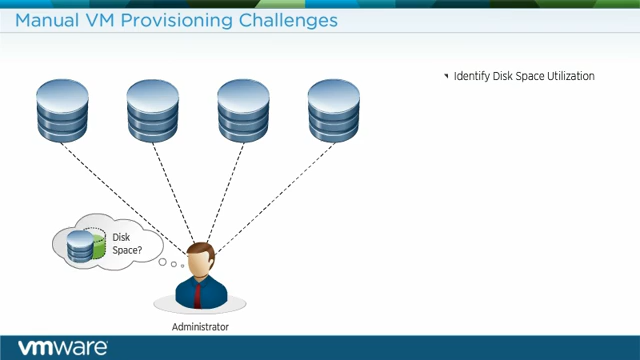 Manual VM Provisioning Challenges
Identify Disk Space Utilization
Disk
Space?
Administrator
vmware